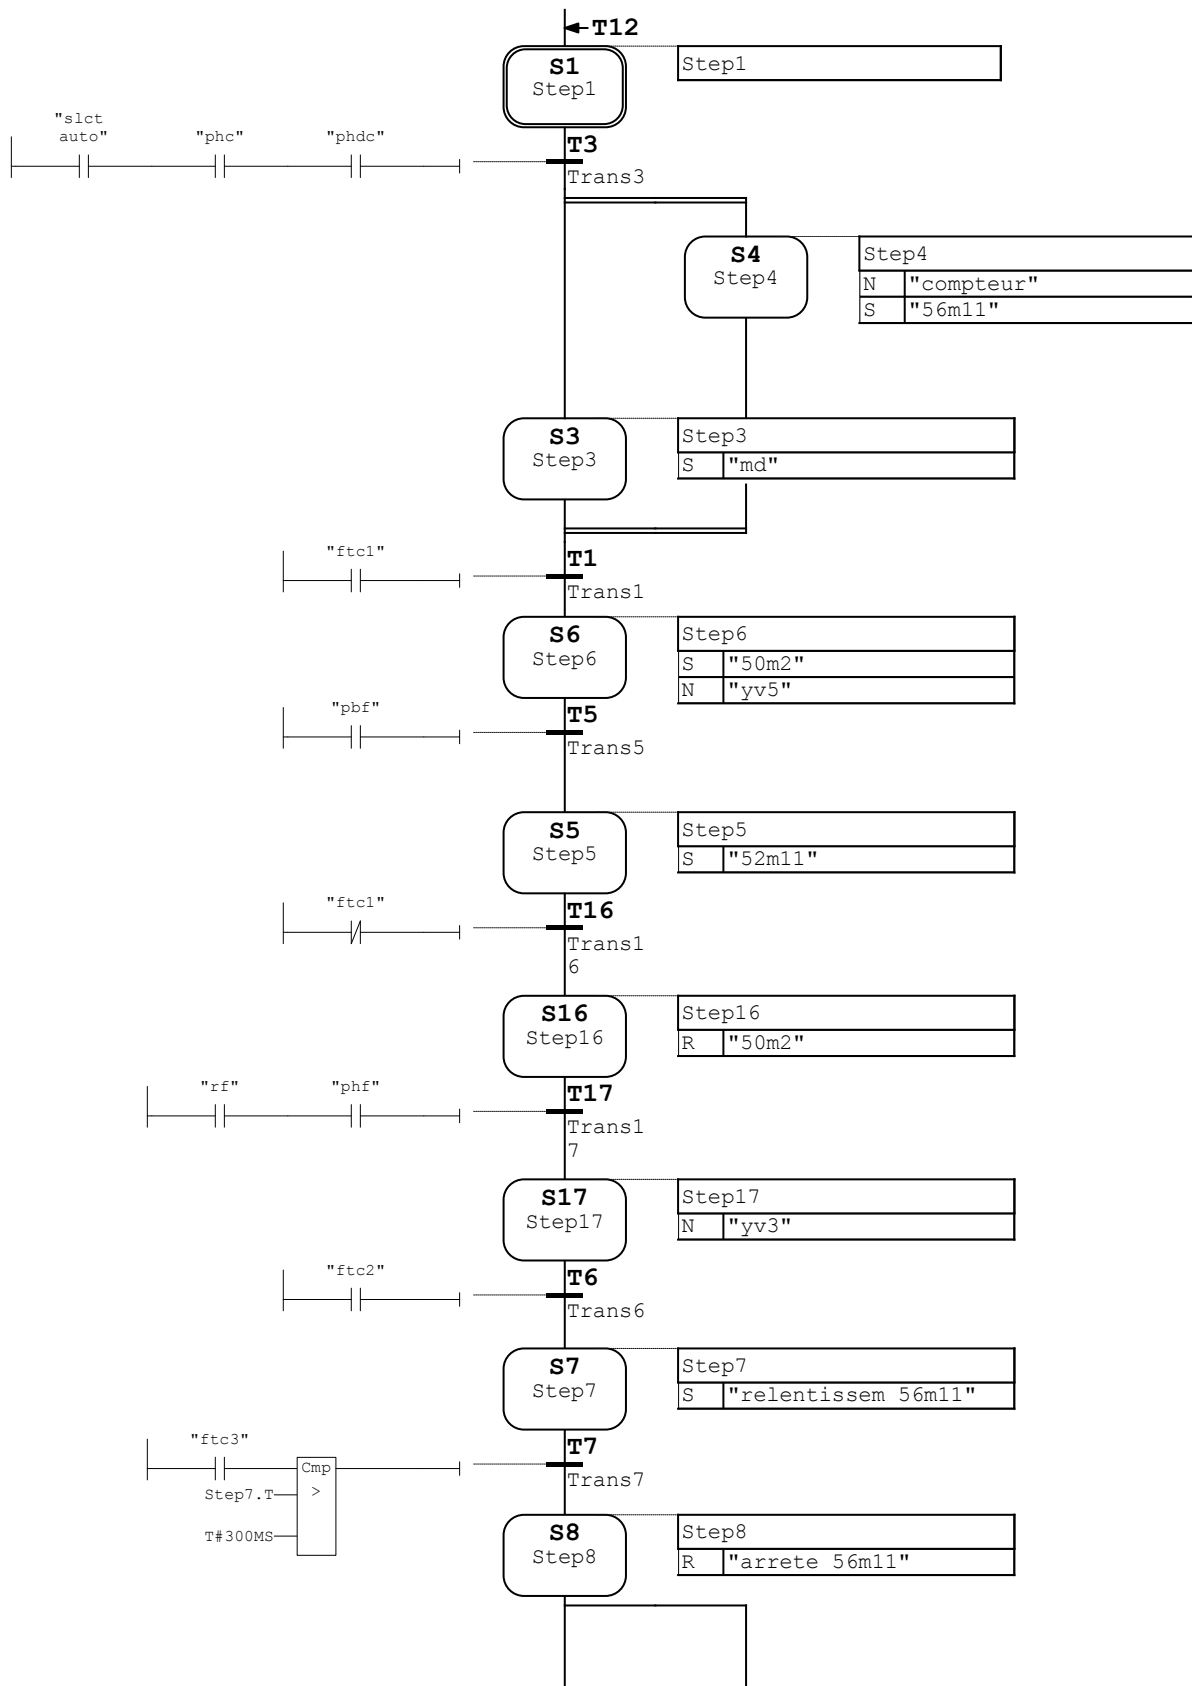 T12
S1
Step1
Step1
"slct
auto"
"phc"
"phdc"
T3
Trans3
S4
Step4
Step4
N "compteur"
S "56m11"
S3
Step3
Step3
S "md"
"ftc1"
T1
Trans1
S6
Step6
Step6
S "50m2"
N "yv5"
"pbf"
T5
Trans5
S5
Step5
Step5
S "52m11"
"ftc1"
T16
Trans1
6
S16
Step16
Step16
R "50m2"
"rf"
"phf"
T17
Trans1
7
S17
Step17
Step17
N "yv3"
"ftc2"
T6
Trans6
S7
Step7
Step7
S "relentissem 56m11"
"ftc3"
Cmp
>
Step7.T
T#300MS
T7
Trans7
S8
Step8
Step8
R "arrete 56m11"